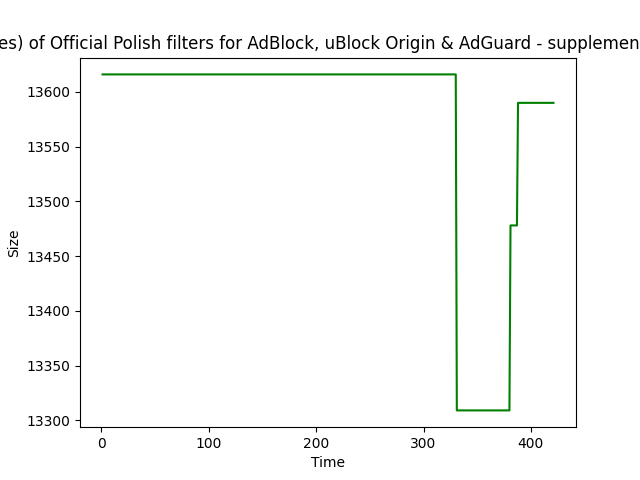 es) of Official Polish filters for AdBlock, uBlock Origin & AdGuard - supplemen
13600
13550
13500
13450
13400
13350
13300
Size
0 100 200 300 400
Time